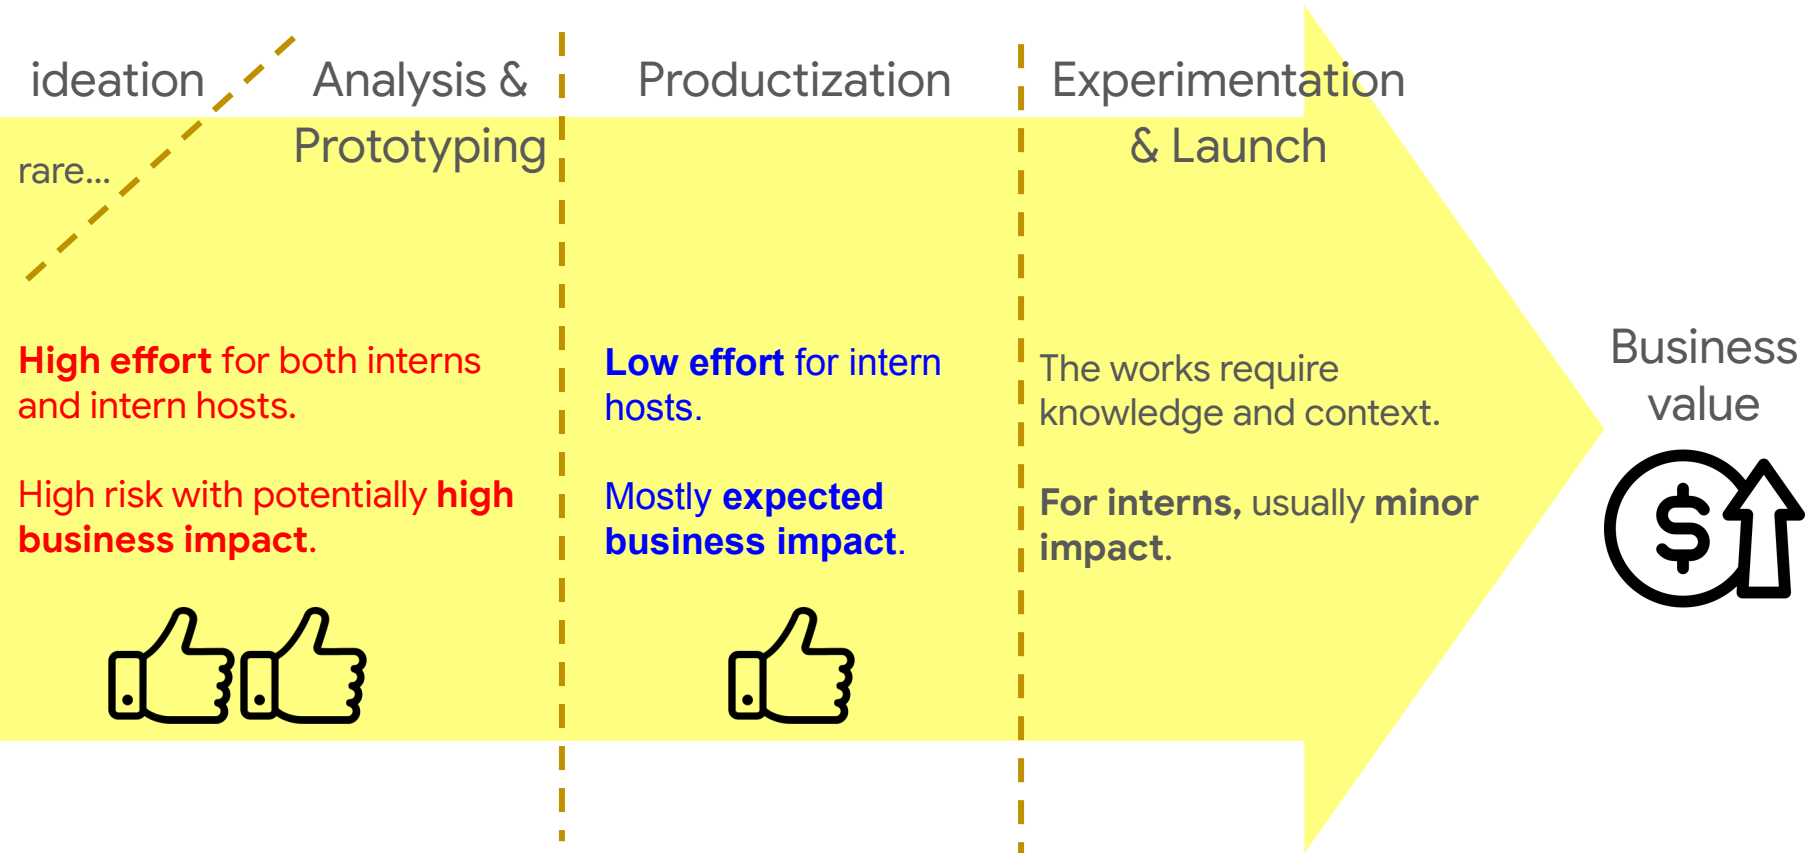 ideation
rare...
Analysis &
Prototyping
High effort for both interns
and intern hosts.
High risk with potentially high
business impact.
Productization
Low effort for intern
hosts.
Mostly expected
business impact.
Experimentation
& Launch
The works require
knowledge and context.
For interns, usually minor
impact.
Business
value
$